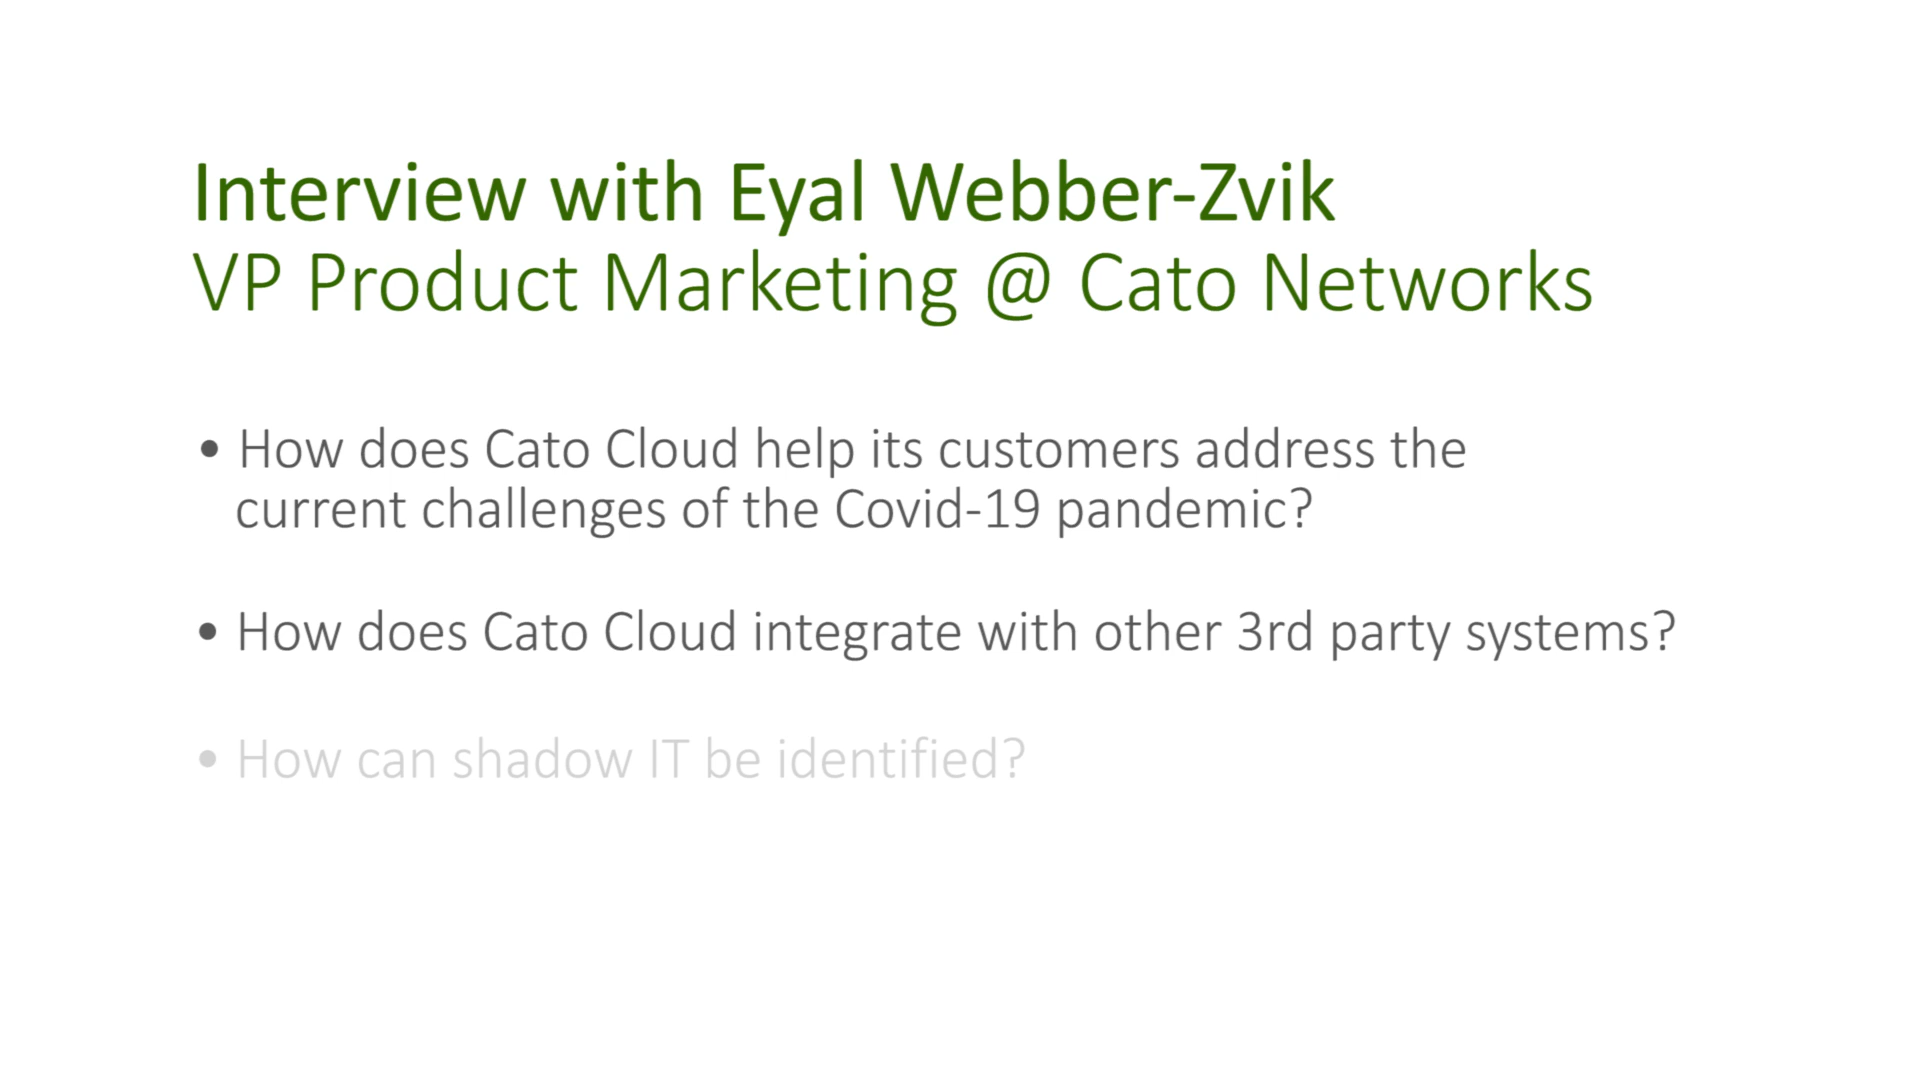 Interview with Eyal Webber-Zvik
VP Product Marketing @ Cato Networks
• How does Cato Cloud help its customers address the
current challenges of the Covid-19 pandemic?
• How does Cato Cloud integrate with other 3rd party systems?
• How can shadow IT be identified?